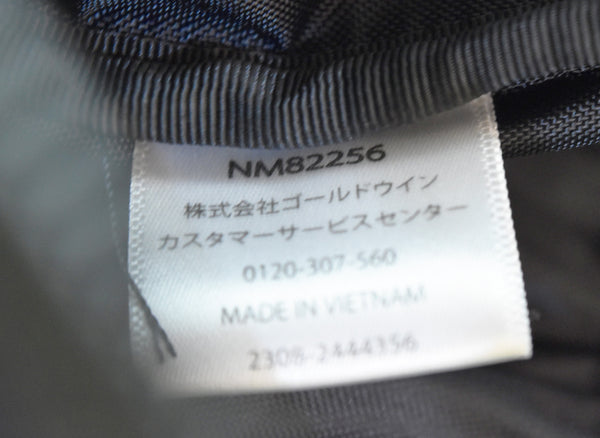 NM82256
株式会社ゴールドウイン
カスタマーサービスセンター
0120-307-560
MADE IN VIETNAM
2308-2444356